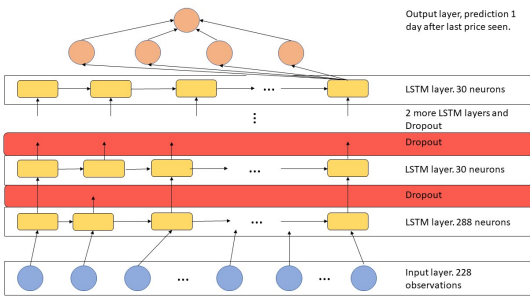 Output layer, prediction 1
day after last price seen.
LSTM layer. 30 neurons
2 more LSTM layers and
Dropout
Dropout
LSTM layer. 30 neurons
Dropout
LSTM layer. 288 neurons
Input layer. 228
observations